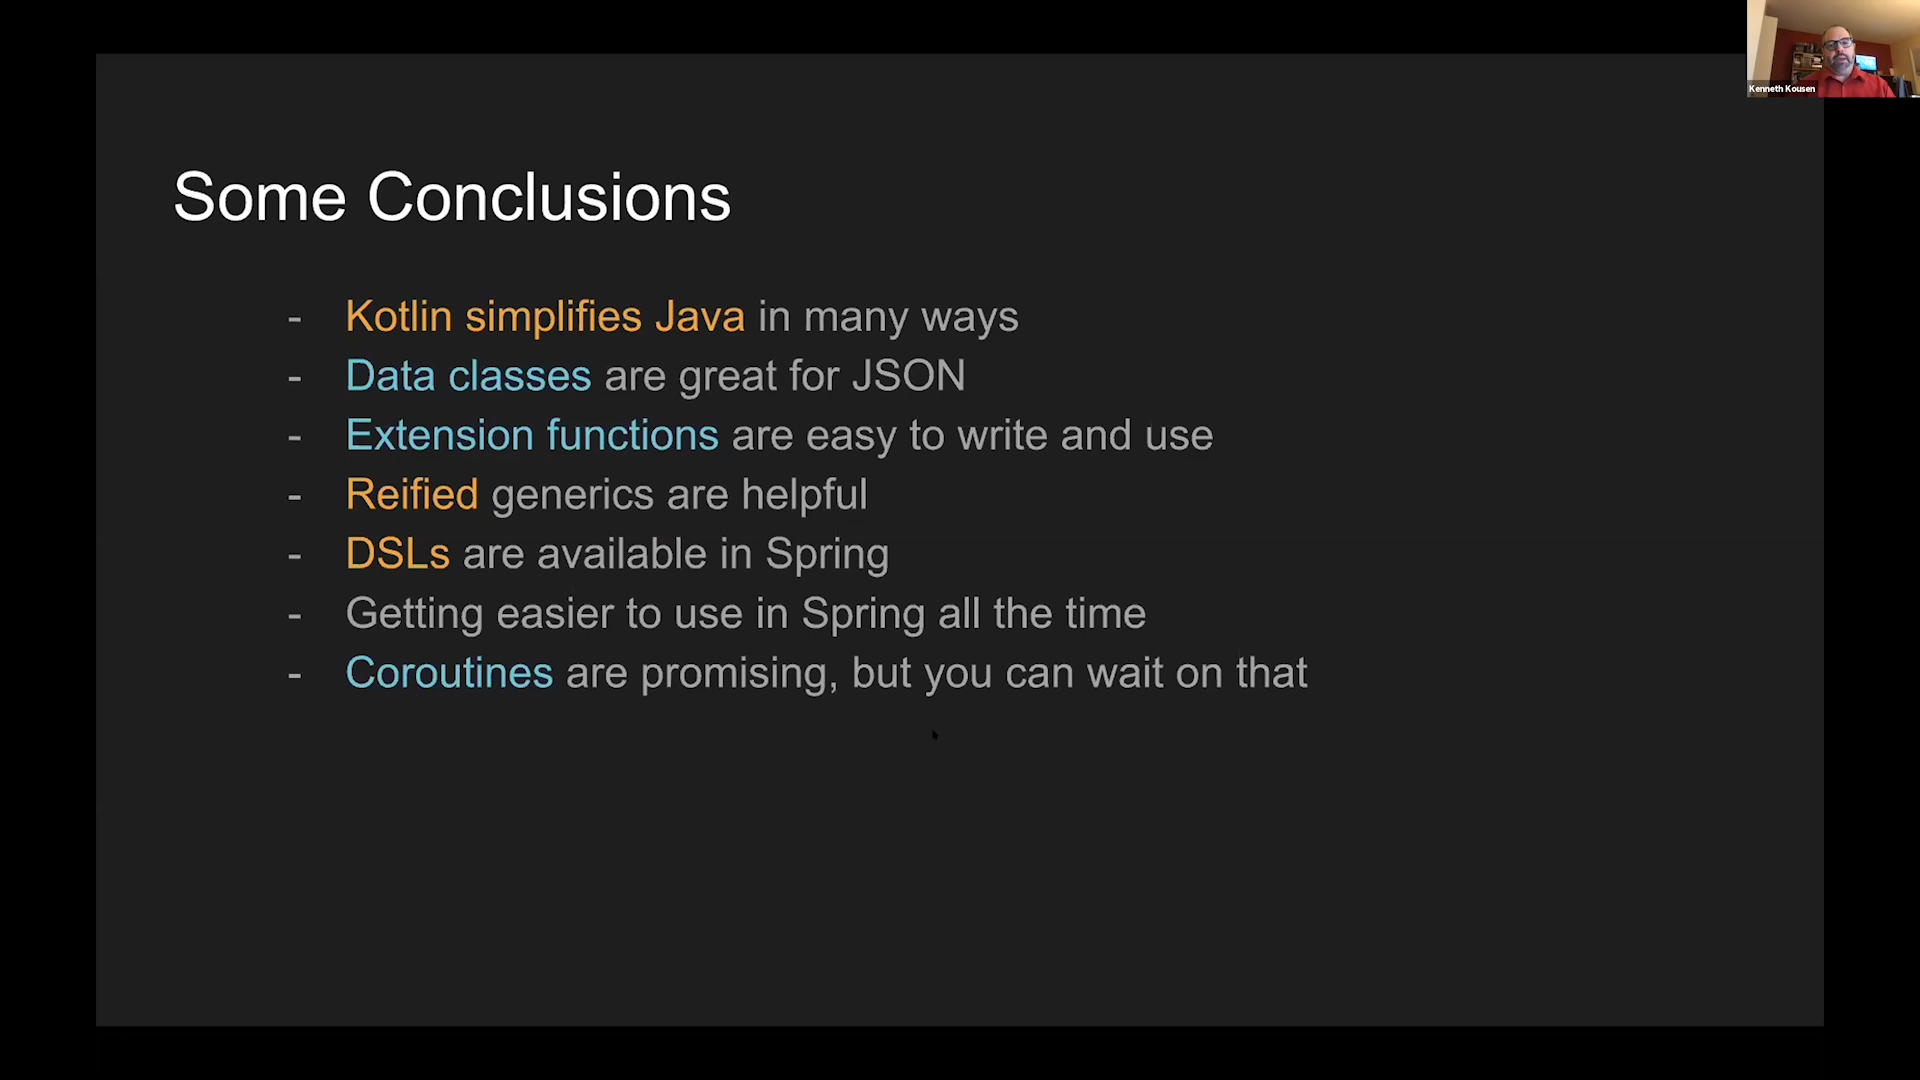 Kenneth Kousen
Some Conclusions
- Kotlin simplifies Java in many ways
- Data classes are great for JSON
- Extension functions are easy to write and use
- Reified generics are helpful
- DSLs are available in Spring
- Getting easier to use in Spring all the time
- Coroutines are promising, but you can wait on that